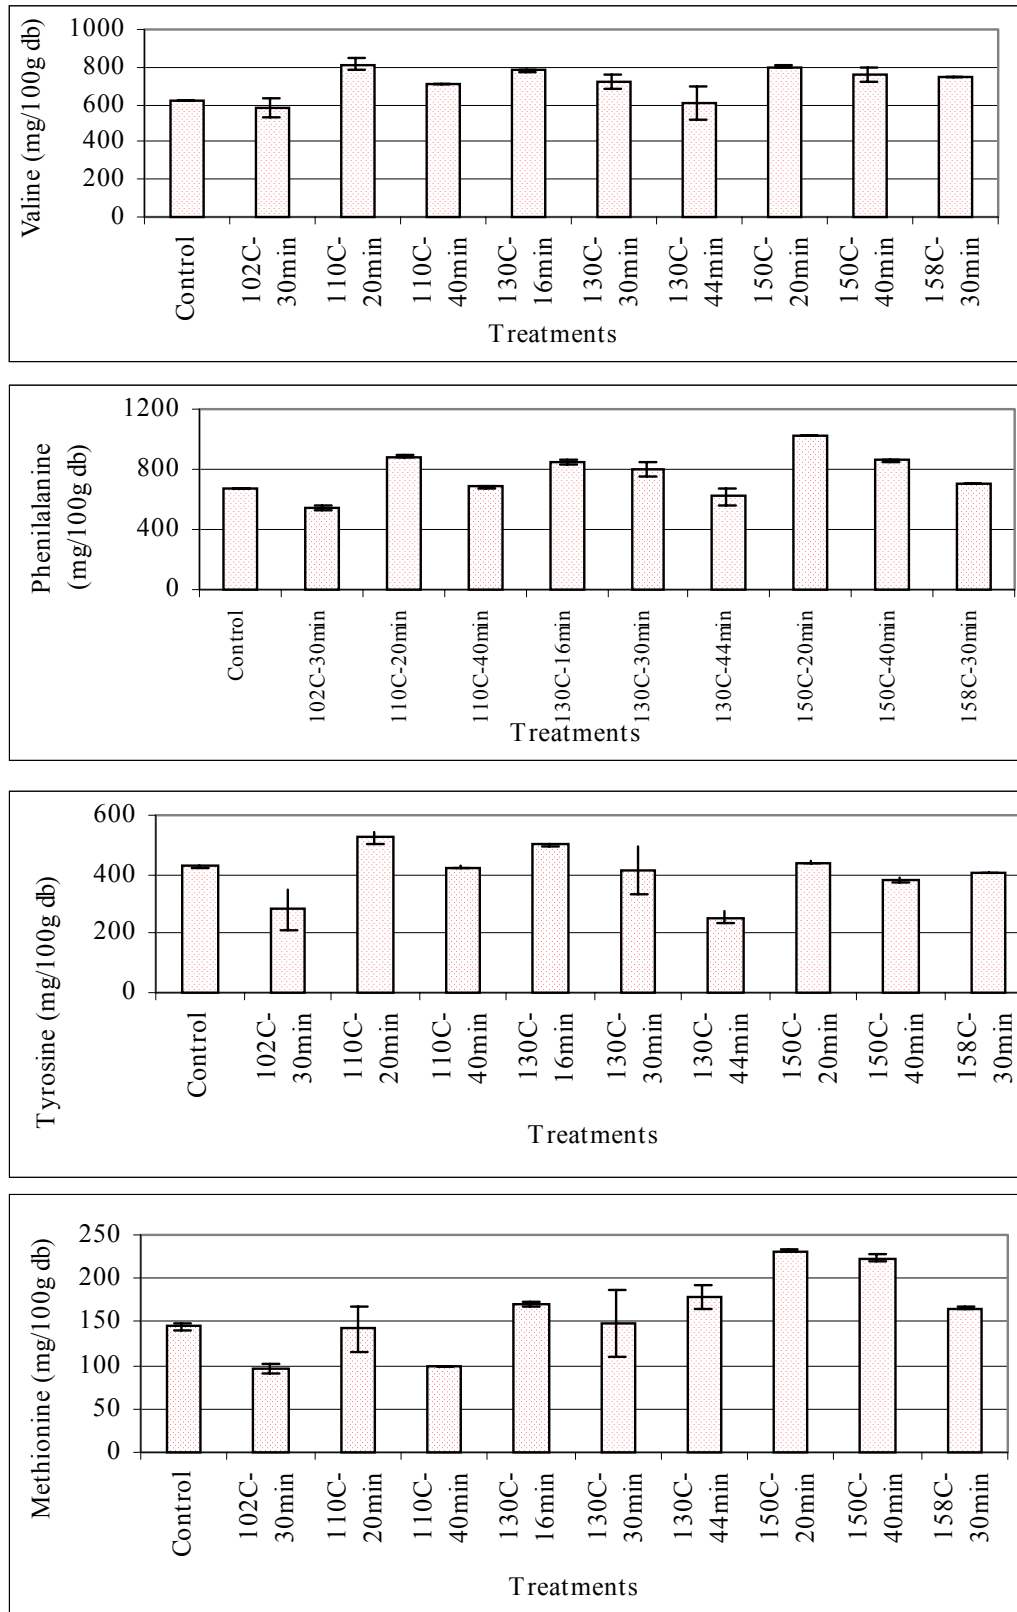 Valine (mg/100g db)
1000
800
600
400
200
0
Control
102C-
30min
110C-
20min
110C-
40min
130C-
16min
130C-
30min
130C-
44min
150C-
20min
150C-
40min
158C-
30min
Treatments
Phenilalanine
(mg/100g db)
1200
800
400
0
Control
102C-30min
110C-20min
110C-40min
130C-16min
130C-30min
130C-44min
150C-20min
150C-40min
158C-30min
Treatments
Tyrosine (mg/100g db)
600
400
200
0
Control
102C-
30min
110C-
20min
110C-
40min
130C-
16min
130C-
30min
130C-
44min
150C-
20min
150C-
40min
158C-
30min
Treatments
Methionine (mg/100g db)
250
200
150
100
50
0
Control
102C-
30min
110C-
20min
110C-
40min
130C-
16min
130C-
30min
130C-
44min
150C-
20min
150C-
40min
158C-
30min
Treatments